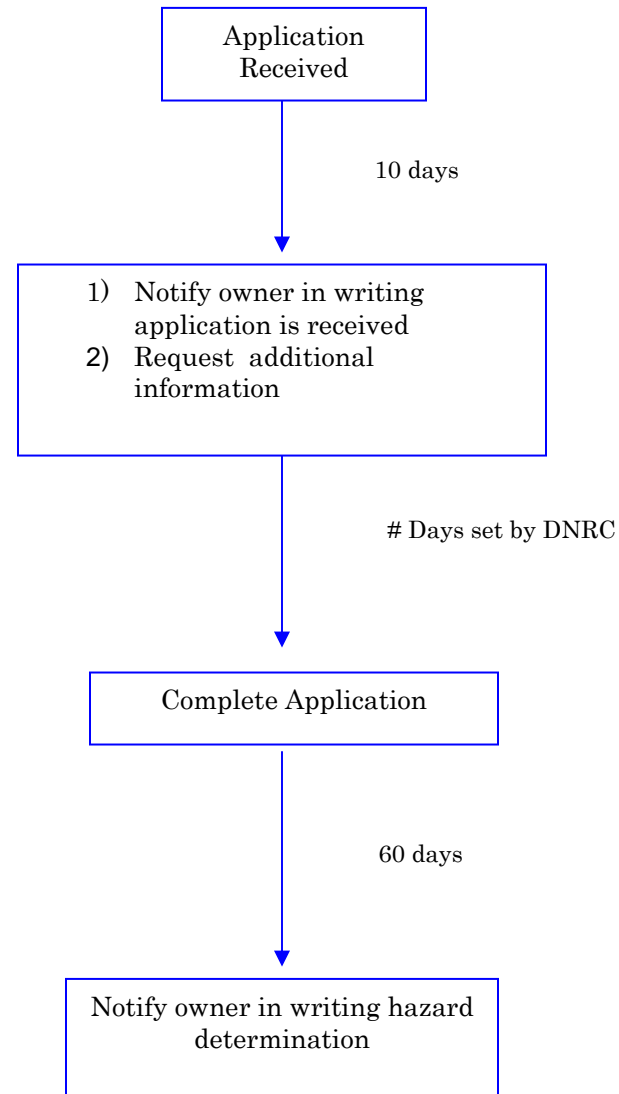 Application
Received
10 days
1) Notify owner in writing
application is received
2) Request additional
information
# Days set by DNRC
Complete Application
60 days
Notify owner in writing hazard
determination